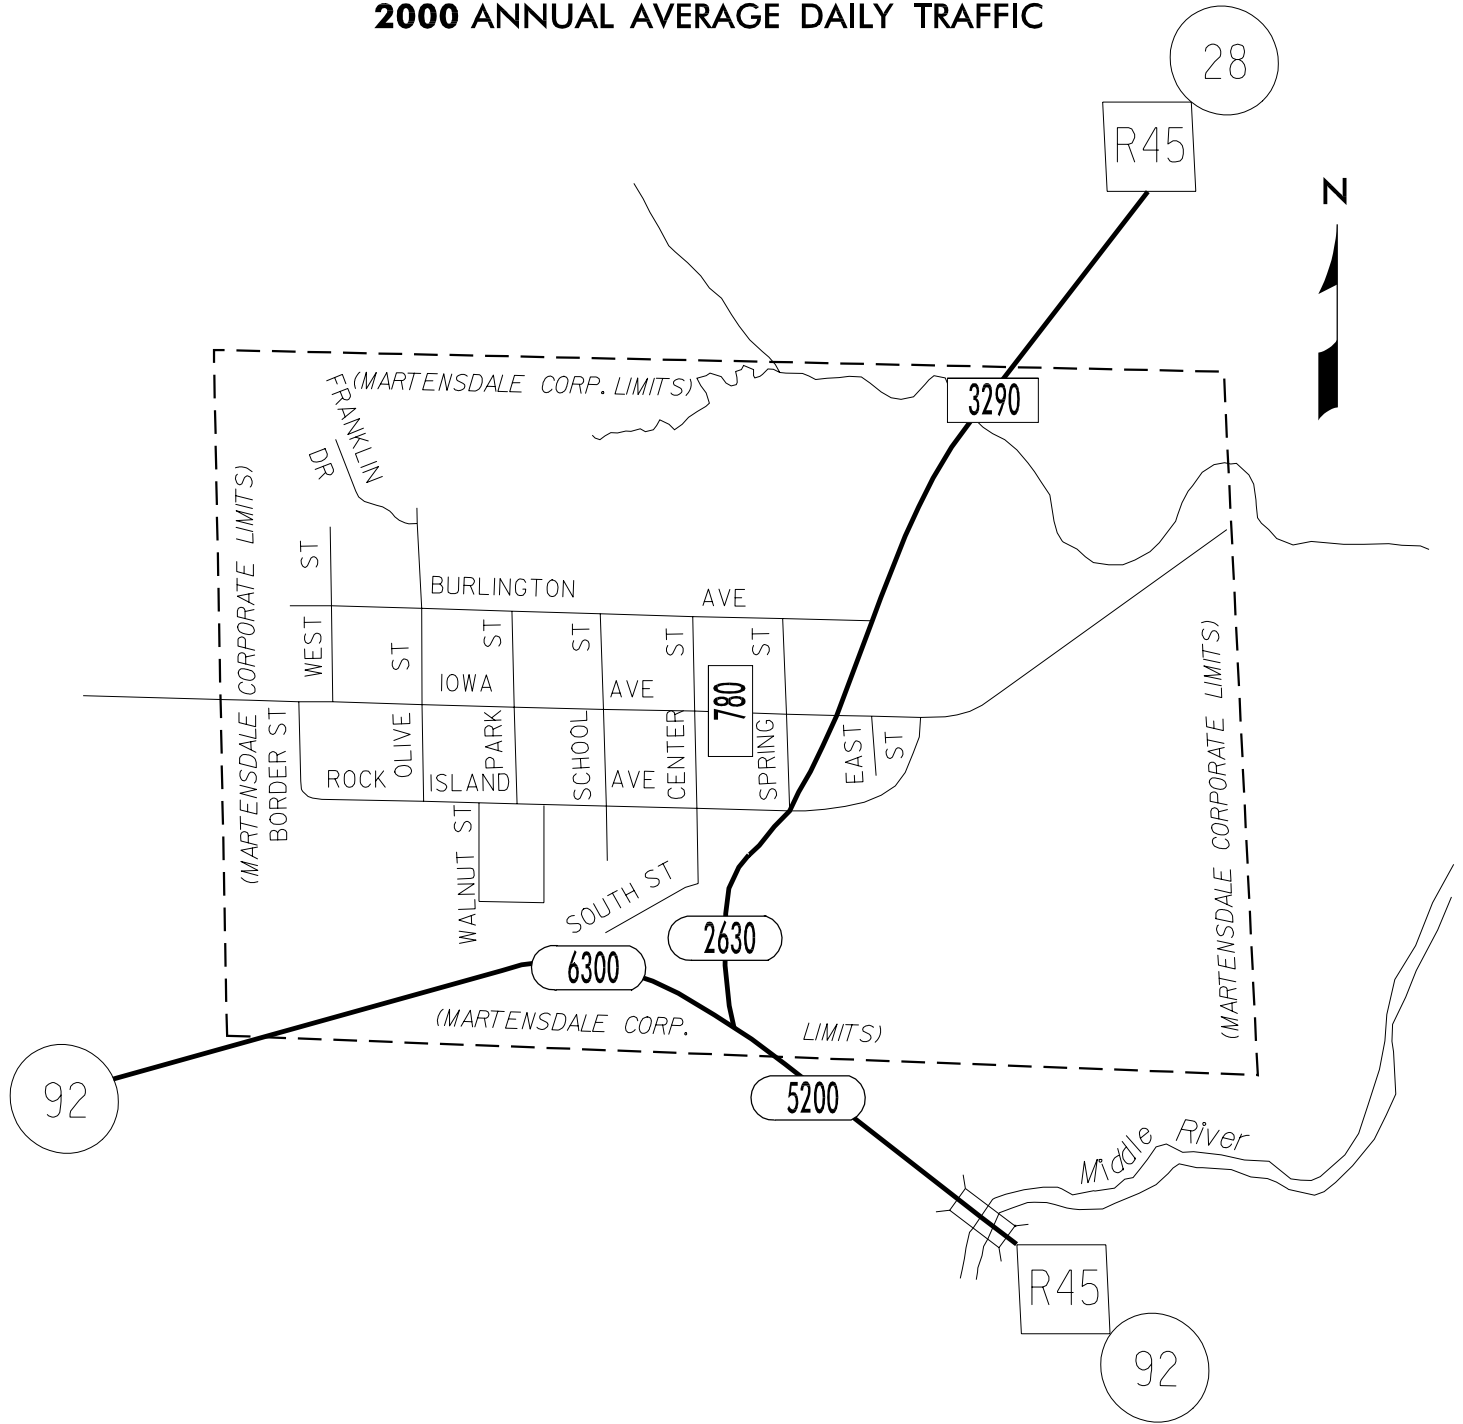 2000 ANNUAL AVERAGE DAILY TRAFFIC
28
R45
N
(MARTENSDALE CORP. LIMITS)
3290
FRANKLIN
DR
(MARTENSDALE CORPORATE LIMITS)
WEST ST
BURLINGTON AVE
OLIVE ST
PARK ST
SCHOOL ST
CENTER ST
SPRING ST
780
IOWA AVE
(MARTENSDALE CORPORATE LIMITS)
BORDER ST
EAST ST
ROCK ISLAND AVE
WALNUT ST
SOUTH ST
2630
6300
(MARTENSDALE CORP. LIMITS)
92
5200
Middle River
R45
92